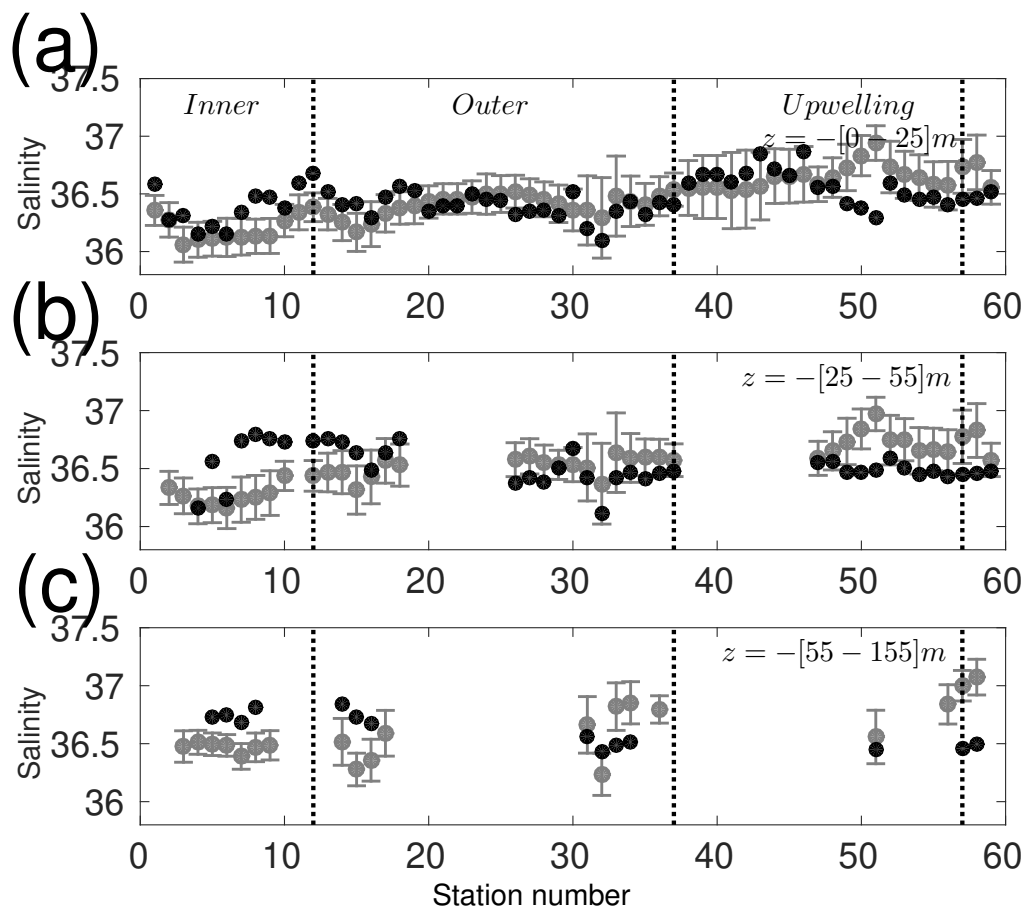 (a)
37.5
37
36.5
36
Salinity
Inner Outer Upwelling
z = −[0 − 25]m
0 10 20 30 40 50 60
(b)
37.5
37
36.5
36
Salinity
z = −[25 − 55]m
0 10 20 30 40 50 60
(c)
37.5
37
36.5
36
Salinity
z = −[55 − 155]m
0 10 20 30 40 50 60
Station number